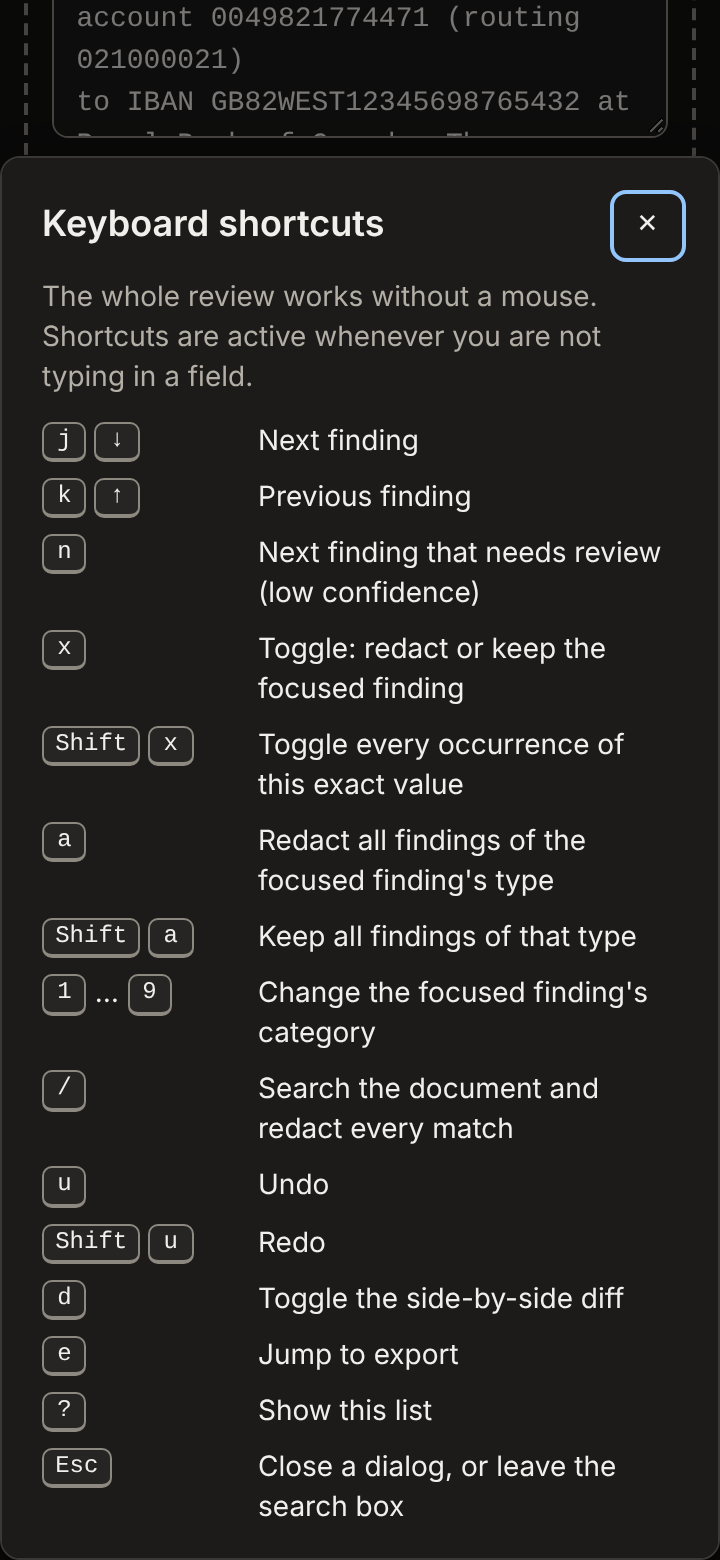 account 0049821774471 (routing
021000021)
to IBAN GB82WEST12345698765432 at
Keyboard shortcuts
×
The whole review works without a mouse.
Shortcuts are active whenever you are not
typing in a field.
j ↓ Next finding
k ↑ Previous finding
n Next finding that needs review
(low confidence)
x Toggle: redact or keep the
focused finding
Shift x Toggle every occurrence of
this exact value
a Redact all findings of the
focused finding's type
Shift a Keep all findings of that type
1 … 9 Change the focused finding's
category
/ Search the document and
redact every match
u Undo
Shift u Redo
d Toggle the side-by-side diff
e Jump to export
? Show this list
Esc Close a dialog, or leave the
search box